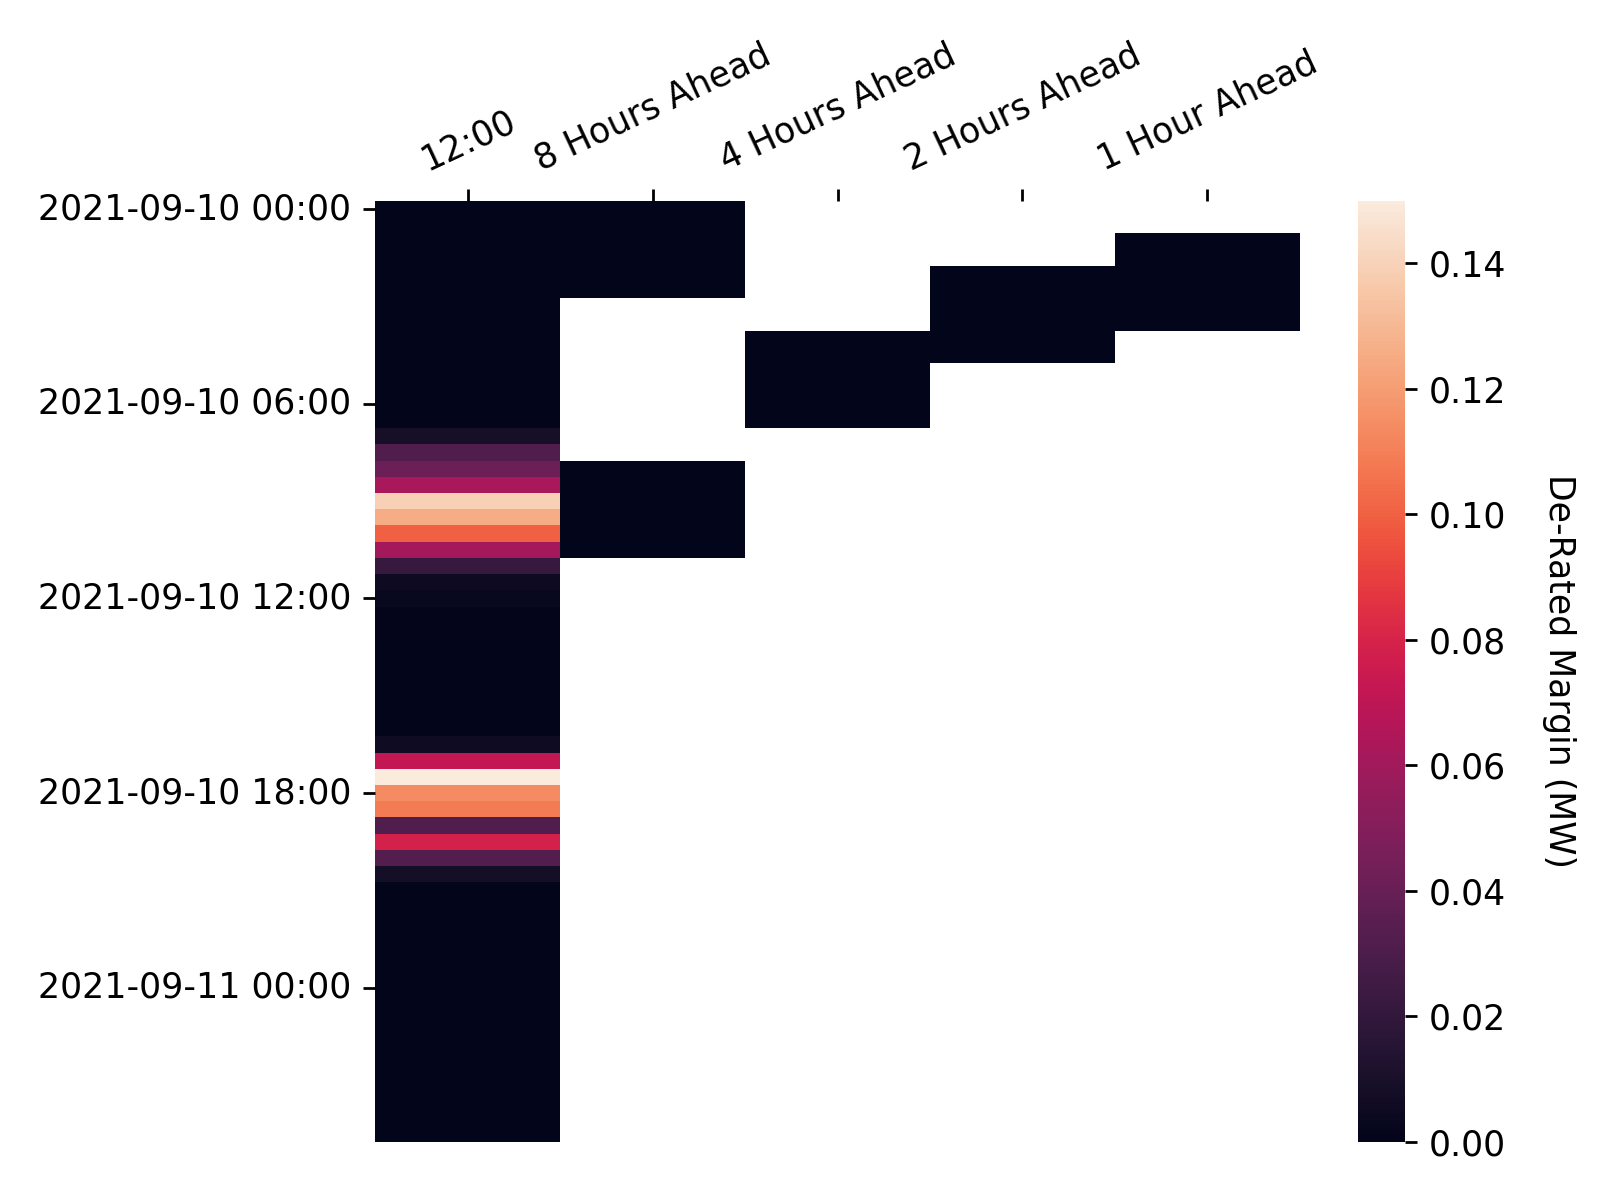 12:00
8 Hours Ahead
4 Hours Ahead
2 Hours Ahead
1 Hour Ahead
2021-09-10 00:00
2021-09-10 06:00
2021-09-10 12:00
2021-09-10 18:00
2021-09-11 00:00
0.14
0.12
0.10
0.08
0.06
0.04
0.02
0.00
De-Rated Margin (MW)